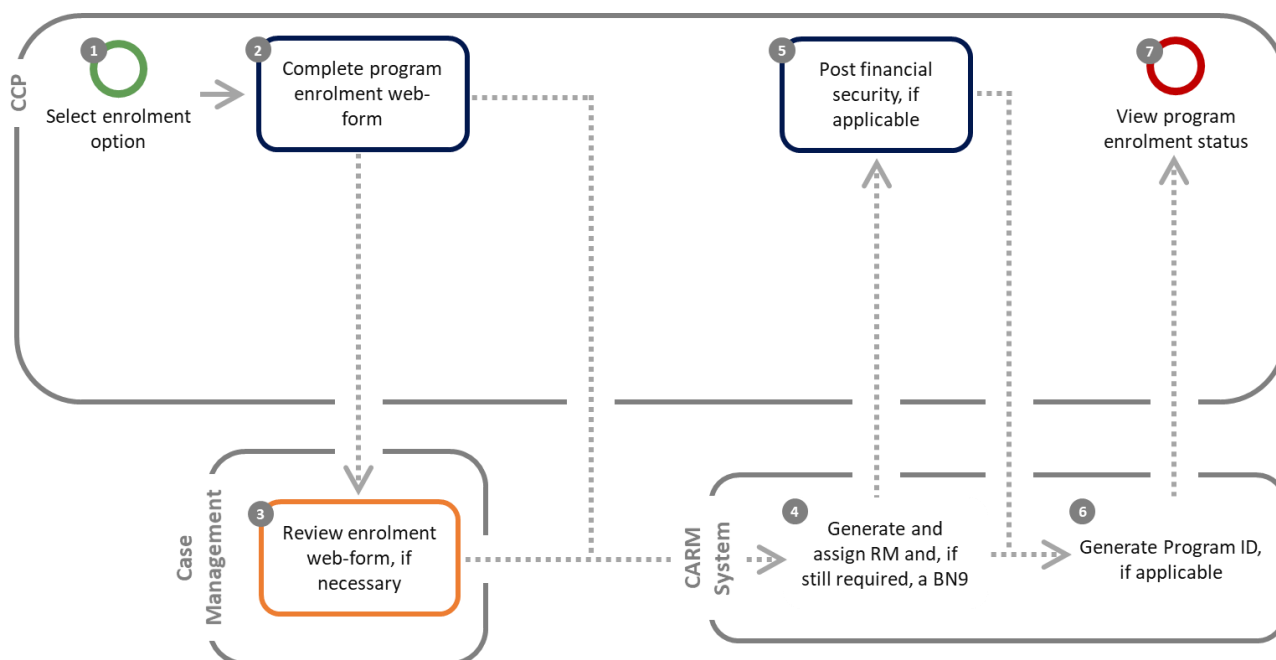 CCP
1
Select enrolment
option
2
Complete program
enrolment web-
form
5
Post financial
security, if
applicable
7
View program
enrolment status
Case
Management
3
Review enrolment
web-form, if
necessary
CARM
System
4
Generate and
assign RM and, if
still required, a BN9
6
Generate Program ID,
if applicable